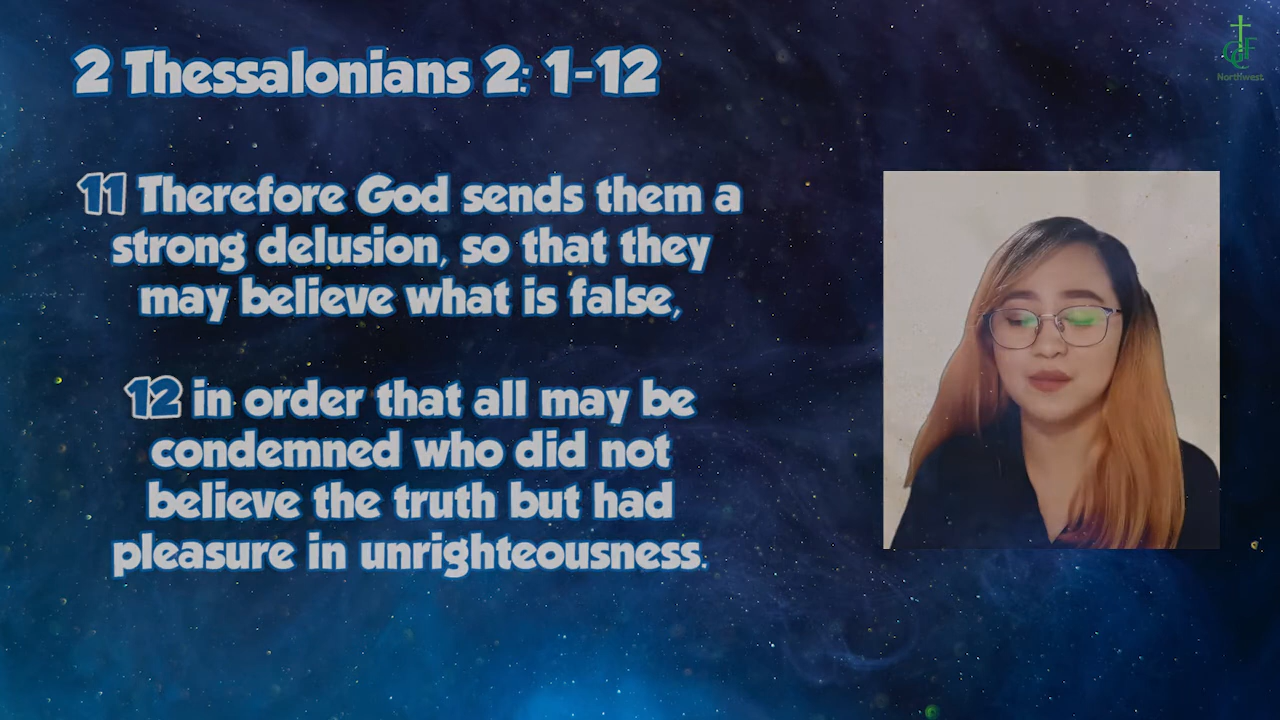 2 Thessalonians 2: 1-12
11 Therefore God sends them a
strong delusion, so that they
may believe what is false,
12 in order that all may be
condemned who did not
believe the truth but had
pleasure in unrighteousness.
Northwest